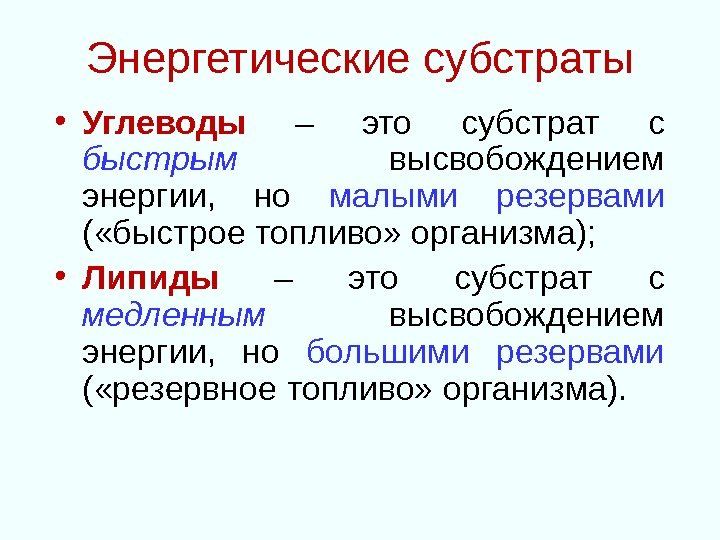 Энергетические субстраты
• Углеводы – это субстрат с
быстрым высвобождением
энергии, но малыми резервами
(«быстрое топливо» организма);
• Липиды – это субстрат с
медленным высвобождением
энергии, но большими резервами
(«резервное топливо» организма).